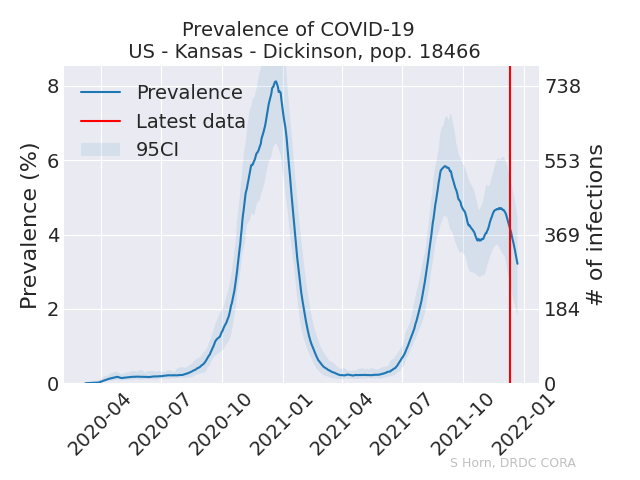 Prevalence of COVID-19
US - Kansas - Dickinson, pop. 18466
Prevalence
Latest data
95CI
Prevalence (%)
8
6
4
2
0
738
553
369
184
0
# of infections
2020-04
2020-07
2020-10
2021-01
2021-04
2021-07
2021-10
2022-01
S Horn, DRDC CORA